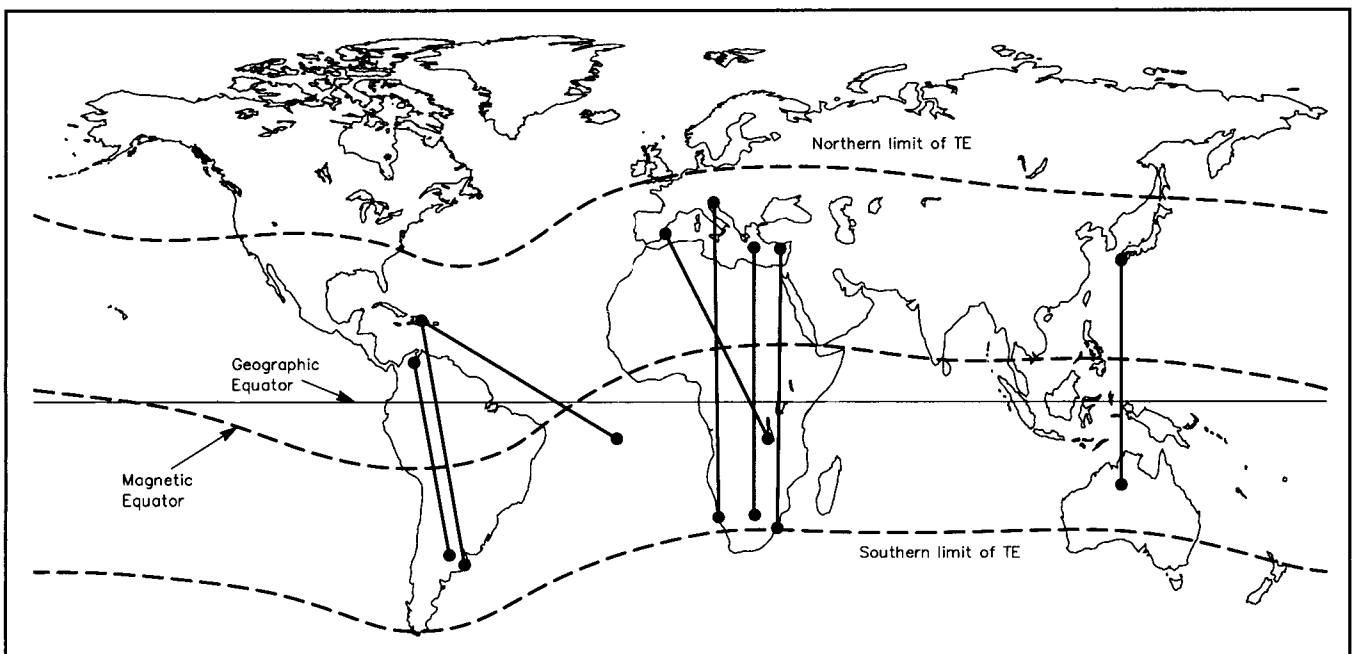 Northern limit of TE
Geographic
Equator
Magnetic
Equator
Southern limit of TE